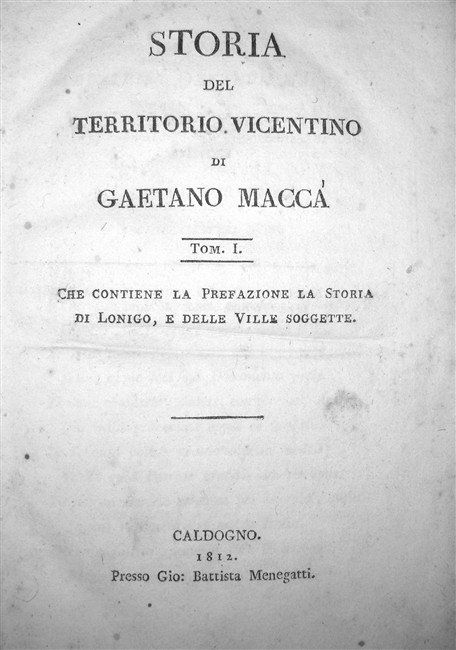 STORIA
DEL
TERRITORIO VICENTINO
DI
GAETANO MACCÀ
TOM. I.
CHE CONTIENE LA PREFAZIONE LA STORIA
DI LONIGO, E DELLE VILLE SOGGETTE.
CALDOGNO.
1812.
Presso Gio: Battista Menegatti.